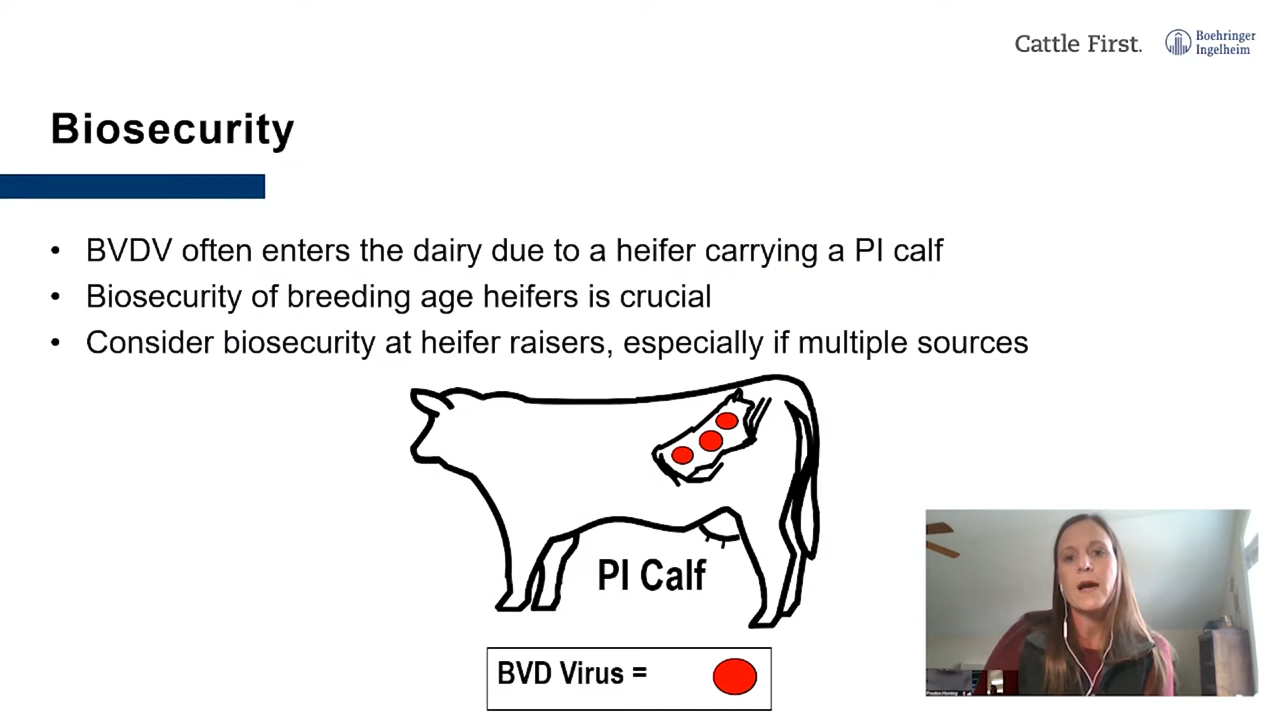 Cattle First.
Boehringer
Ingelheim
Biosecurity
• BVDV often enters the dairy due to a heifer carrying a PI calf
• Biosecurity of breeding age heifers is crucial
• Consider biosecurity at heifer raisers, especially if multiple sources
PI Calf
BVD Virus =